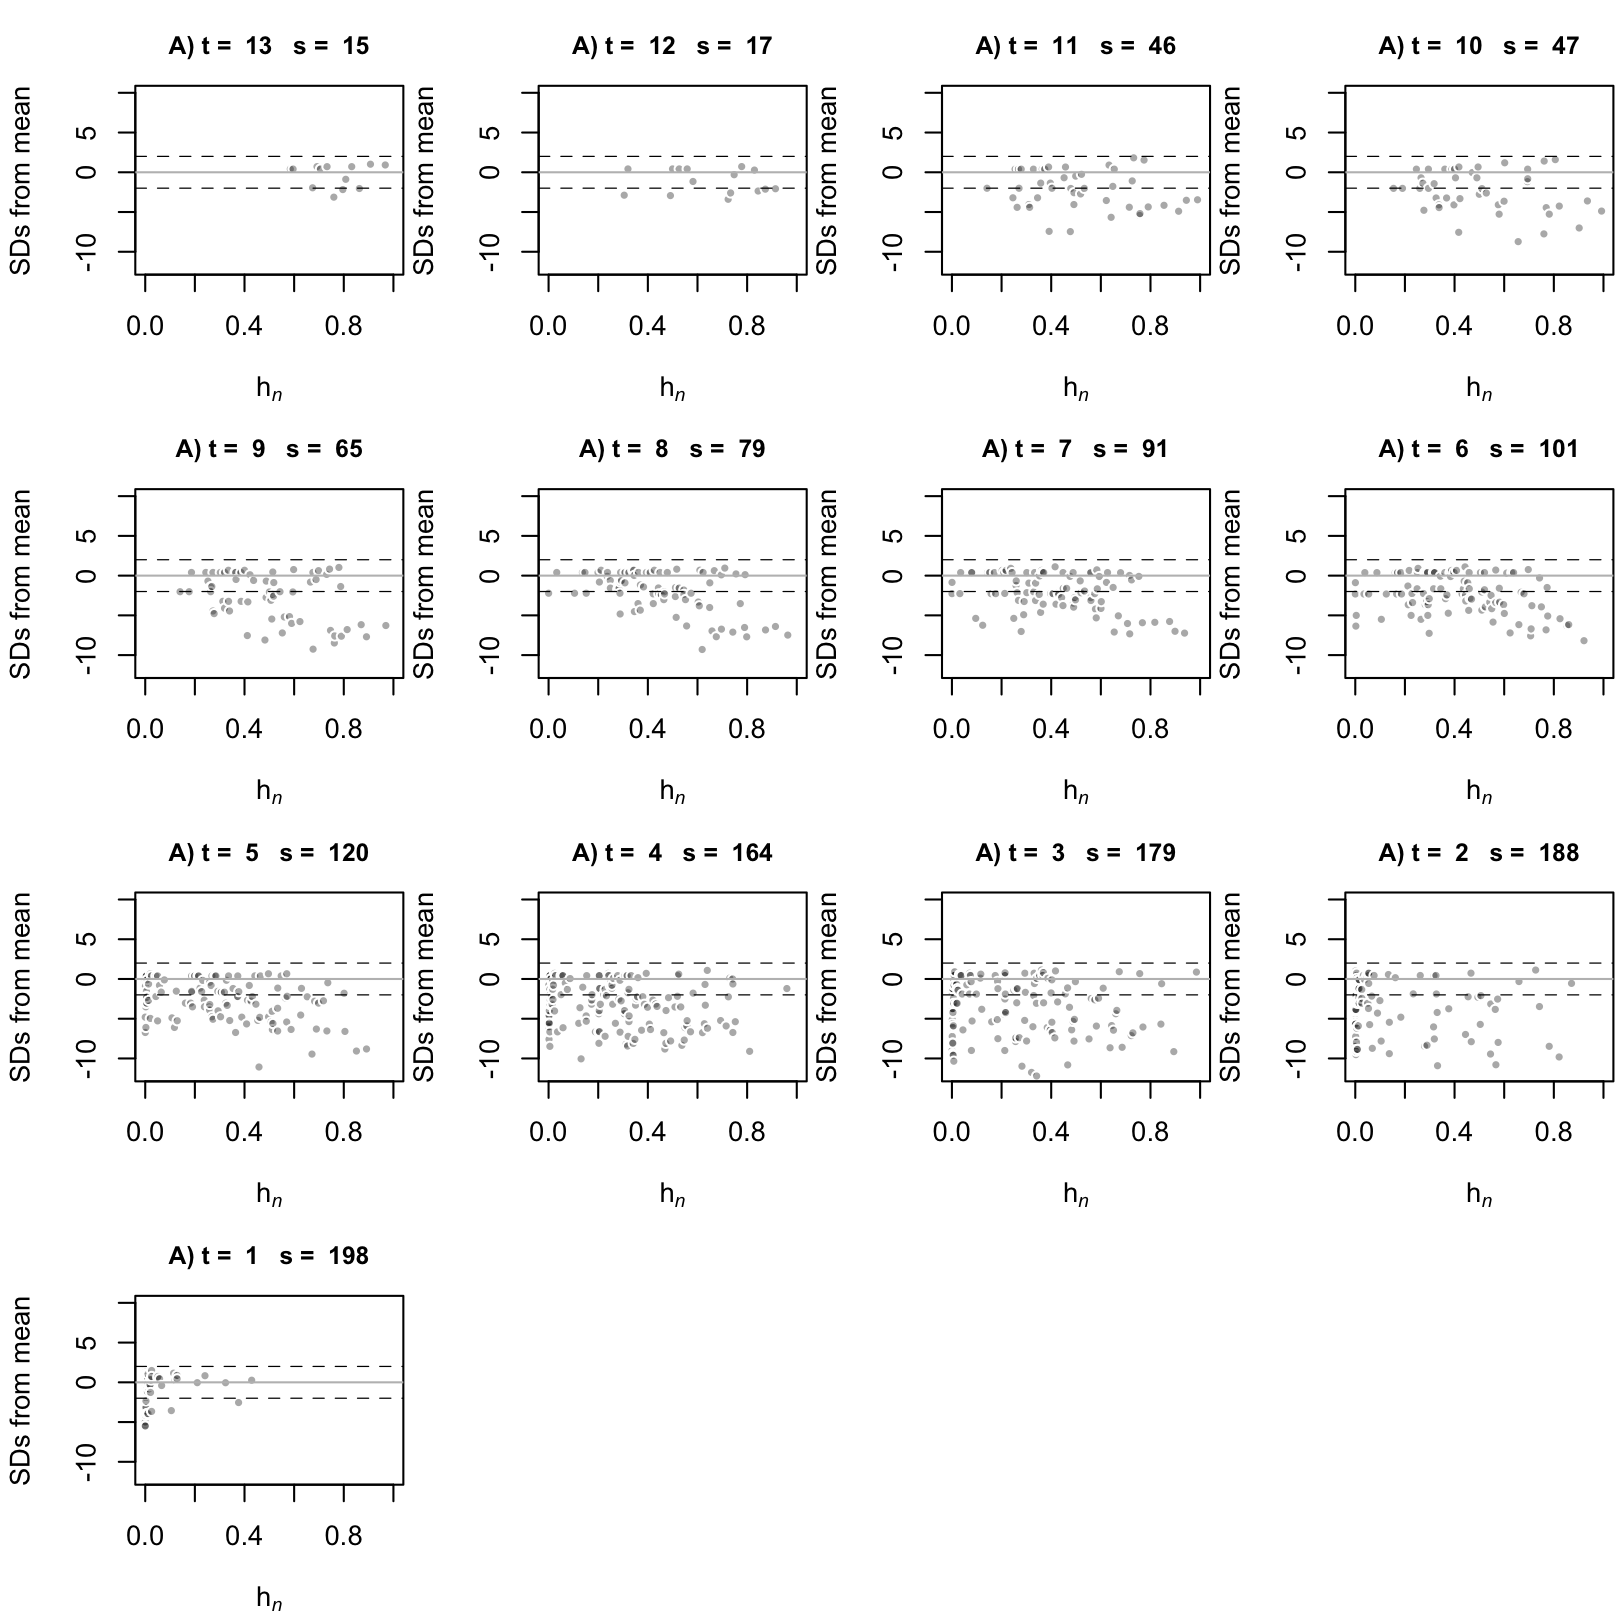 A) t = 13 s = 15
SDs from mean
5
0
-10
0.0 0.4 0.8
hn
A) t = 12 s = 17
SDs from mean
5
0
-10
0.0 0.4 0.8
hn
A) t = 11 s = 46
SDs from mean
5
0
-10
0.0 0.4 0.8
hn
A) t = 10 s = 47
SDs from mean
5
0
-10
0.0 0.4 0.8
hn
A) t = 9 s = 65
SDs from mean
5
0
-10
0.0 0.4 0.8
hn
A) t = 8 s = 79
SDs from mean
5
0
-10
0.0 0.4 0.8
hn
A) t = 7 s = 91
SDs from mean
5
0
-10
0.0 0.4 0.8
hn
A) t = 6 s = 101
SDs from mean
5
0
-10
0.0 0.4 0.8
hn
A) t = 5 s = 120
SDs from mean
5
0
-10
0.0 0.4 0.8
hn
A) t = 4 s = 164
SDs from mean
5
0
-10
0.0 0.4 0.8
hn
A) t = 3 s = 179
SDs from mean
5
0
-10
0.0 0.4 0.8
hn
A) t = 2 s = 188
SDs from mean
5
0
-10
0.0 0.4 0.8
hn
A) t = 1 s = 198
SDs from mean
5
0
-10
0.0 0.4 0.8
hn